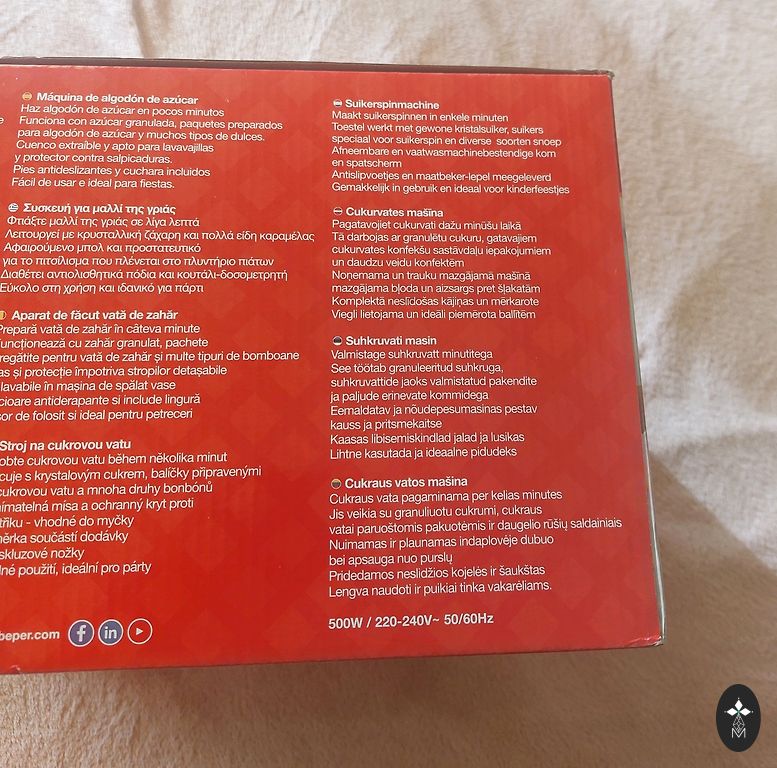 Máquina de algodón de azúcar
Haz algodón de azúcar en pocos minutos
Funciona con azúcar granulada, paquetes preparados
para algodón de azúcar y muchos tipos de dulces.
Cuenco extraíble y apto para lavavajillas
y protector contra salpicaduras.
Pies antideslizantes y cuchara incluidos
Fácil de usar e ideal para fiestas.
Συσκευή για μαλλί της γριάς
Φτιάξτε μαλλί της γριάς σε λίγα λεπτά
Λειτουργεί με κρυσταλλική ζάχαρη και πολλά είδη καραμέλας
Αφαιρούμενο μπολ και προστατευτικό
για το πιτσίλισμα που πλένεται στο πλυντήριο πιάτων
Διαθέτει αντιολισθητικά πόδια και κουτάλι-δοσομετρητή
Εύκολο στη χρήση και ιδανικό για πάρτι
Aparat de făcut vată de zahăr
Prepară vată de zahăr în câteva minute
uncționează cu zahăr granulat, pachete
regătite pentru vată de zahăr și multe tipuri de bomboane
as și protecție împotriva stropilor detașabile
lavabile în mașina de spălat vase
cioare antiderapante si include lingură
șor de folosit si ideal pentru petreceri
Stroj na cukrovou vatu
obte cukrovou vatu během několika minut
cuje s krystalovým cukrem, balíčky připravenými
cukrovou vatu a mnoha druhy bonbónů
ímatelná mísa a ochranný kryt proti
třiku - vhodné do myčky
ěrka součástí dodávky
skluzové nožky
né použití, ideální pro párty
beper.com
Suikerspinmachine
Maakt suikerspinnen in enkele minuten
Toestel werkt met gewone kristalsuiker, suikers
speciaal voor suikerspin en diverse soorten snoep
Afneembare en vaatwasmachinebestendige kom
en spatscherm
Antislipvoetjes en maatbeker-lepel meegeleverd
Gemakkelijk in gebruik en ideaal voor kinderfeestjes
Cukurvates mašīna
Pagatavojiet cukurvati dažu minūšu laikā
Tā darbojas ar granulētu cukuru, gatavajiem
cukurvates konfekšu sastāvdaļu iepakojumiem
un daudzu veidu konfektēm
Noņemama un trauku mazgājamā mašīnā
mazgājama bļoda un aizsargs pret šļakatām
Komplektā neslīdošas kājiņas un mērkarote
Viegli lietojama un ideāli piemērota ballītēm
Suhkruvati masin
Valmistage suhkruvatt minutitega
See töötab granuleeritud suhkruga,
suhkruvattide jaoks valmistatud pakendite
ja paljude erinevate kommidega
Eemaldatav ja nõudepesumasinas pestav
kauss ja pritsmekaitse
Kaasas libisemiskindlad jalad ja lusikas
Lihtne kasutada ja ideaalne pidudeks
Cukraus vatos mašina
Cukraus vata pagaminama per kelias minutes
Jis veikia su granuliuotu cukrumi, cukraus
vatai paruoštomis pakuotėmis ir daugelio rūšių saldainiais
Nuimamas ir plaunamas indaplovėje dubuo
bei apsauga nuo purslų
Pridedamos neslidžios kojelės ir šaukštas
Lengva naudoti ir puikiai tinka vakarėliams.
500W / 220-240V~ 50/60Hz